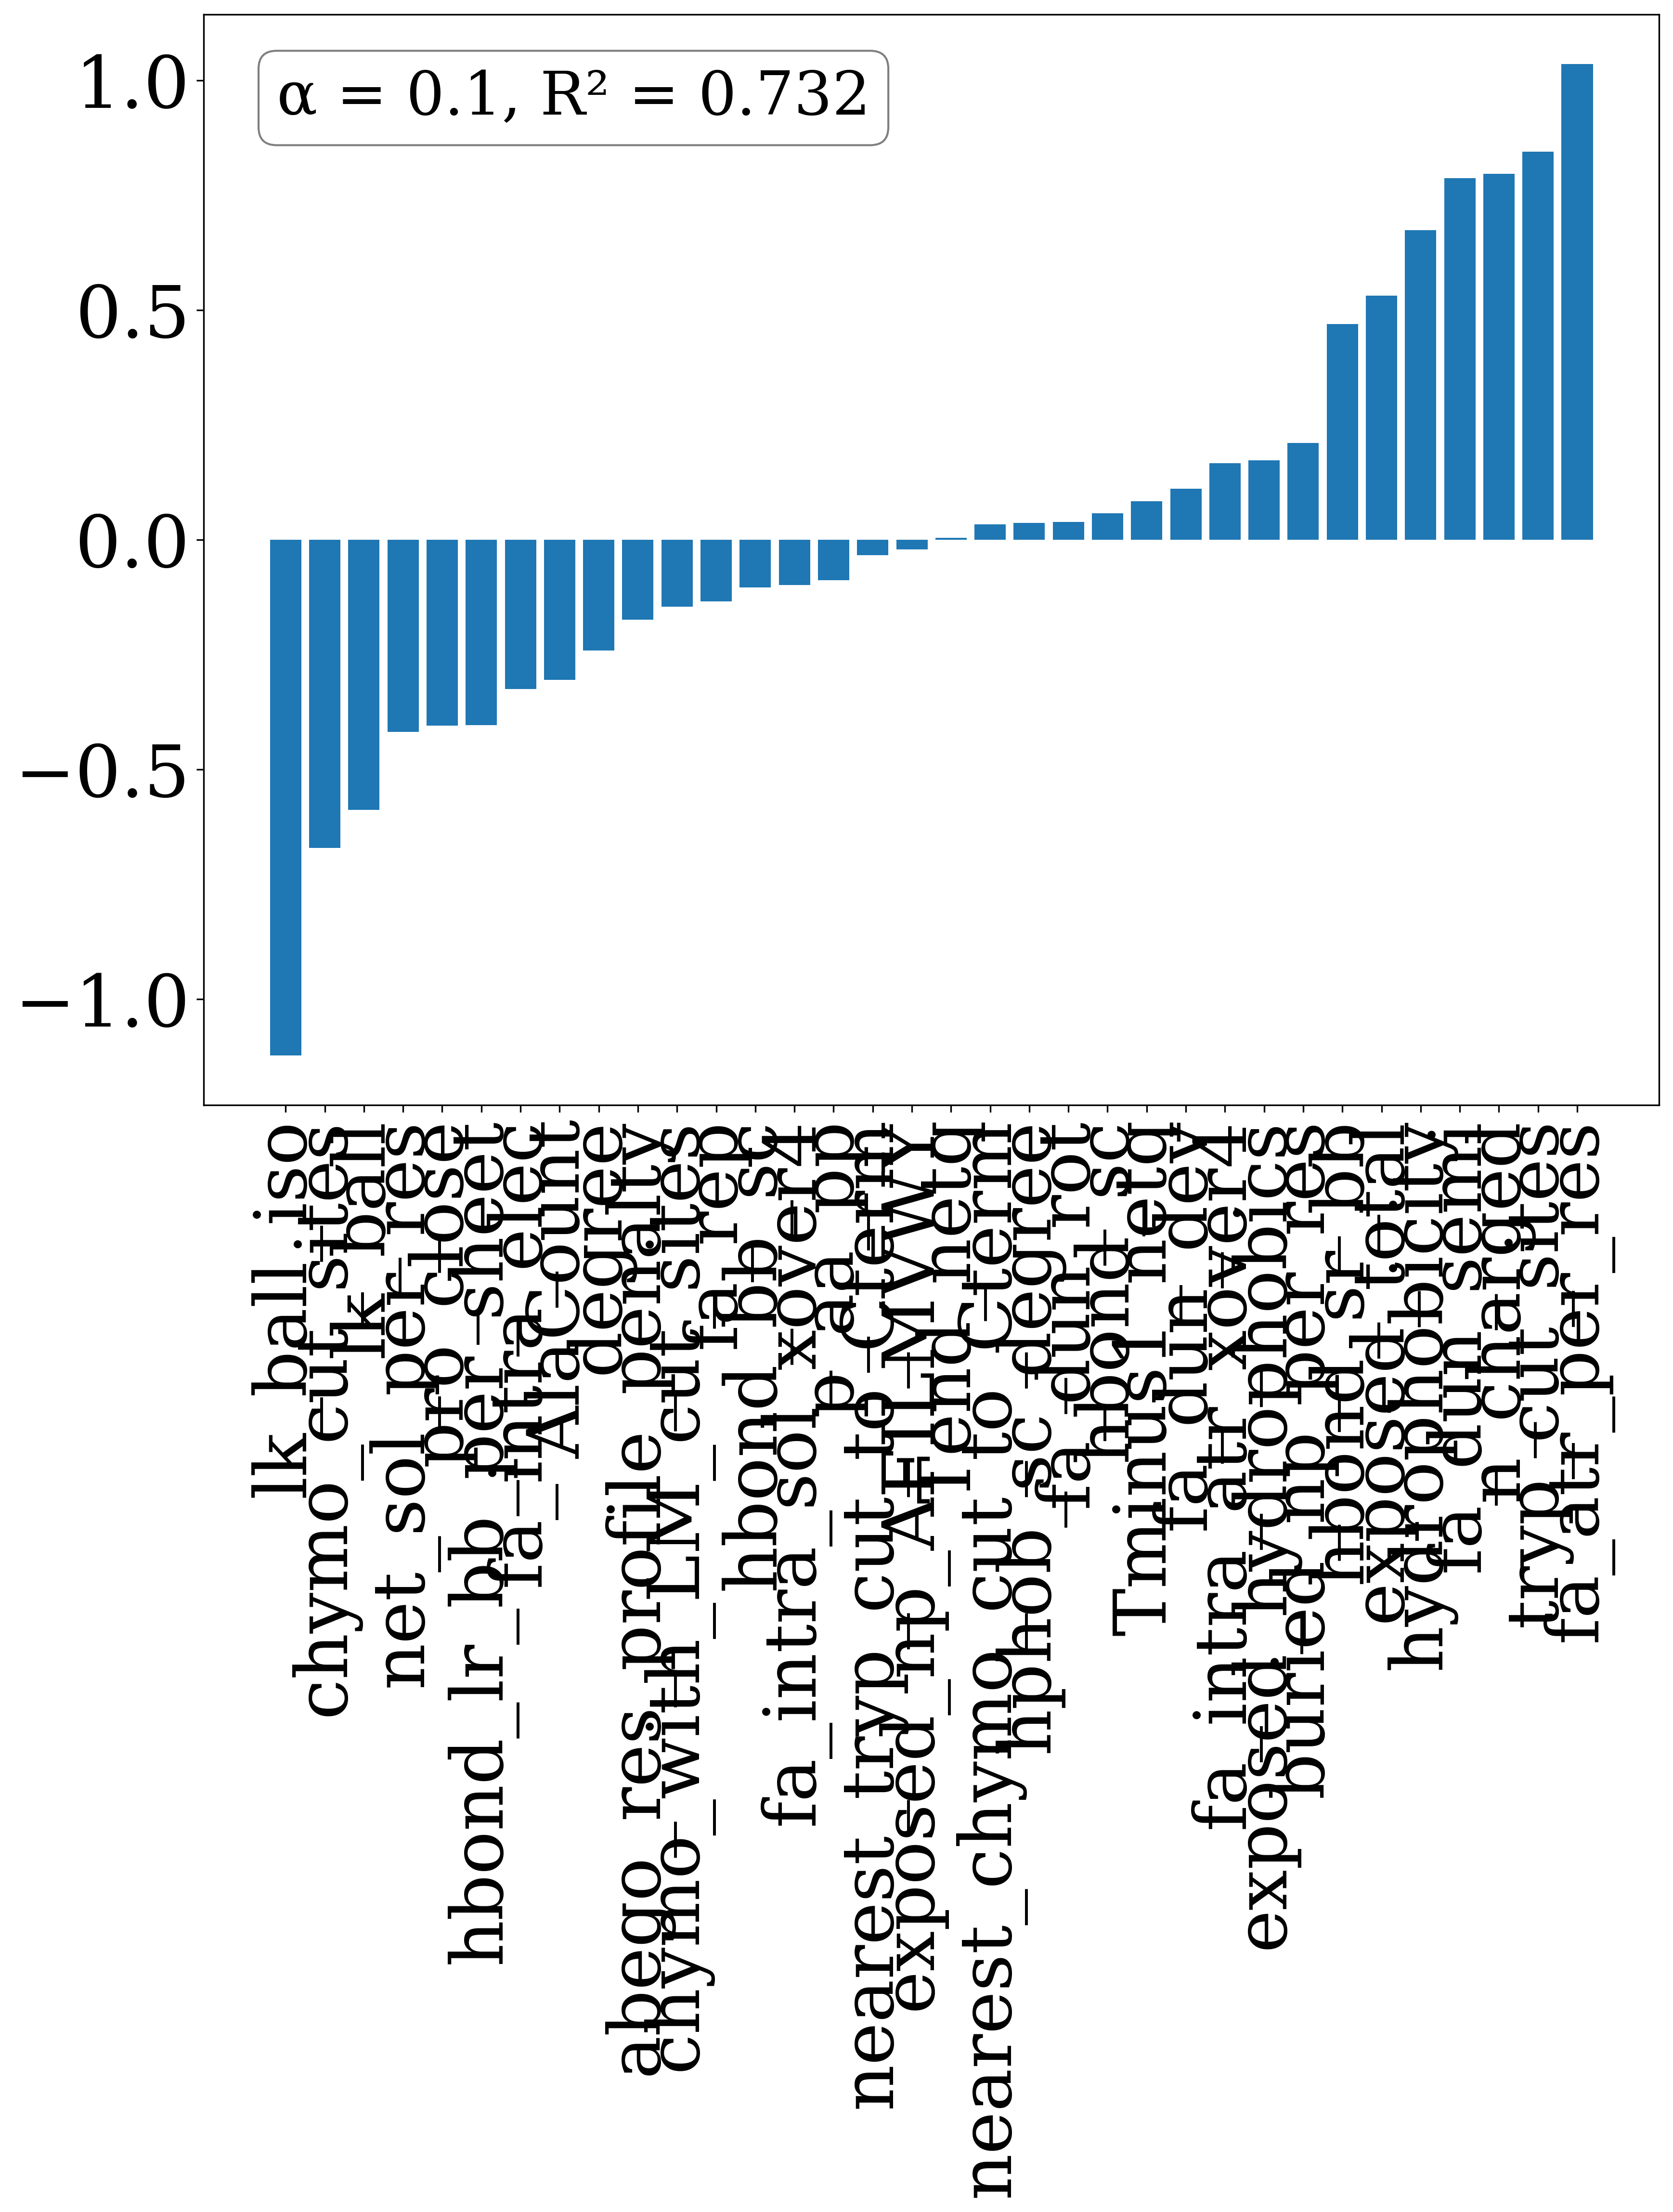 α = 0.1, R² = 0.732
1.0
0.5
0.0
−0.5
−1.0
lk_ball_iso
chymo_cut_sites
lk_ball
net_sol_per_res
pro_close
hbond_lr_bb_per_sheet
fa_intra_elec
AlaCount
degree
abego_res_profile_penalty
chymo_with_LM_cut_sites
fa_rep
hbond_bb_sc
fa_intra_sol_xover4
p_aa_pp
nearest_tryp_cut_to_Cterm
exposed_np_AFILMVWY
Tend_netq
nearest_chymo_cut_to_Cterm
hphob_sc_degree
fa_dun_rot
hbond_sc
Tminus1_netq
fa_dun_dev
fa_intra_atr_xover4
exposed_hydrophobics
buried_np_per_res
hbond_sr_bb
exposed_total
hydrophobicity
fa_dun_semi
n_charged
tryp_cut_sites
fa_atr_per_res